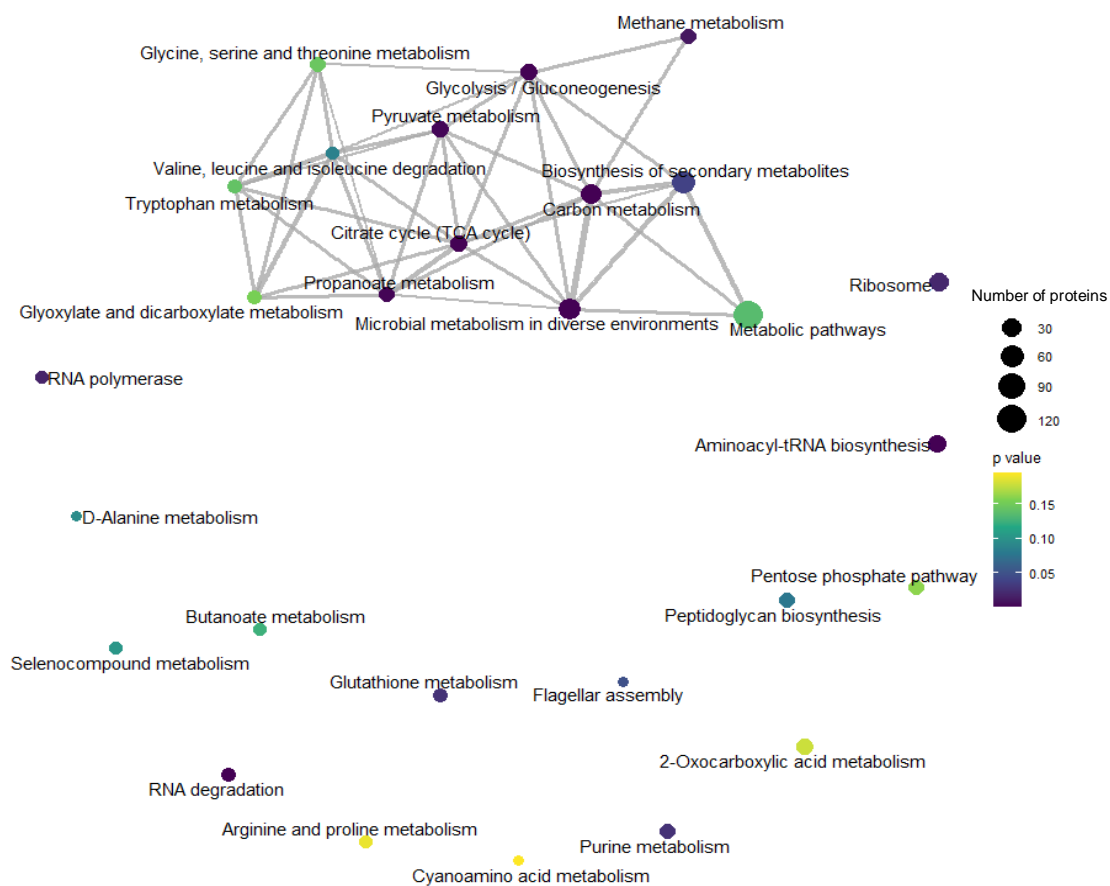 Methane metabolism
Glycine, serine and threonine metabolism
Glycolysis / Gluconeogenesis
Pyruvate metabolism
Valine, leucine and isoleucine degradation
Biosynthesis of secondary metabolites
Tryptophan metabolism
Carbon metabolism
Citrate cycle (TCA cycle)
Propanoate metabolism
Ribosome
Glyoxylate and dicarboxylate metabolism
Microbial metabolism in diverse environments
Metabolic pathways
Number of proteins
30
60
90
120
RNA polymerase
Aminoacyl-tRNA biosynthesis
p value
0.15
0.10
0.05
D-Alanine metabolism
Pentose phosphate pathway
Peptidoglycan biosynthesis
Butanoate metabolism
Selenocompound metabolism
Glutathione metabolism
Flagellar assembly
2-Oxocarboxylic acid metabolism
RNA degradation
Arginine and proline metabolism
Purine metabolism
Cyanoamino acid metabolism